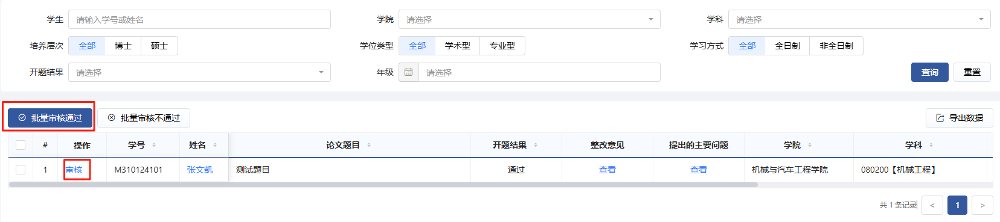 学生 请输入学号或姓名 学院 请选择 学科 请选择
培养层次 全部 博士 硕士 学位类型 全部 学术型 专业型 学习方式 全部 全日制 非全日制
开题结果 请选择 年级 请选择 查询 重置
批量审核通过 批量审核不通过 导出数据
# 操作 学号 姓名 论文题目 开题结果 整改意见 提出的主要问题 学院 学科
1 审核 M310124101 张文凯 测试题目 通过 查看 查看 机械与汽车工程学院 080200【机械工程】
共 1 条记录 < 1 >